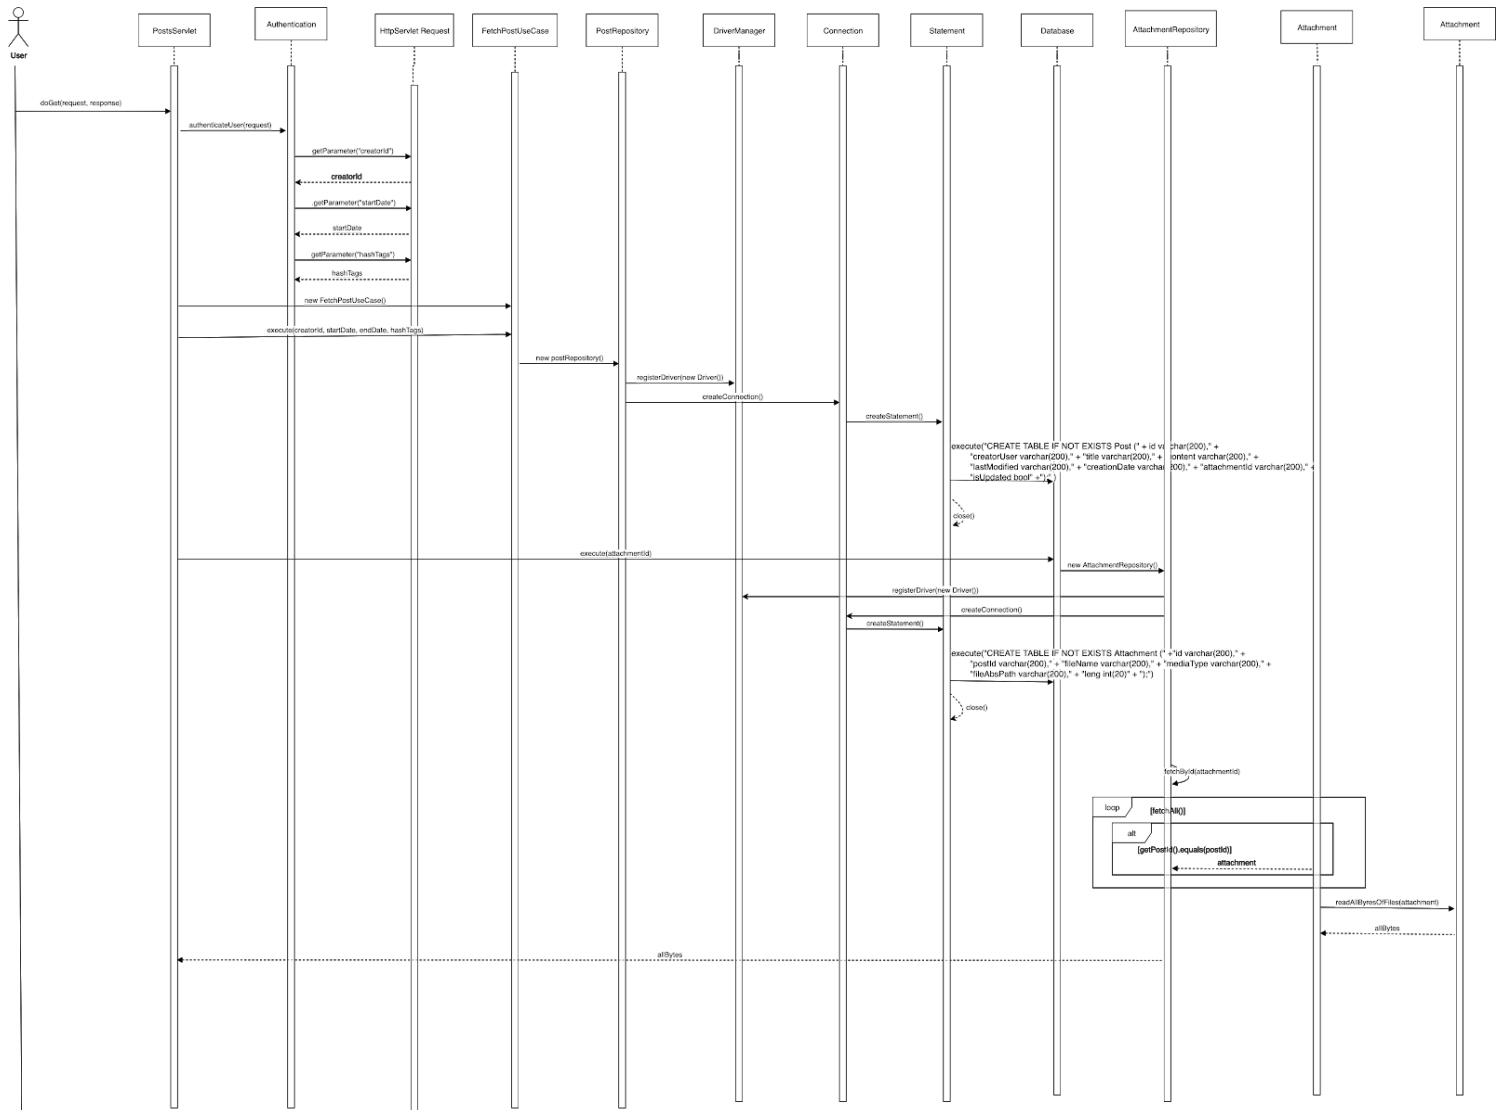 User
PostsServlet
Authentication
HttpServlet Request
FetchPostUseCase
PostRepository
DriverManager
Connection
Statement
Database
AttachmentRepository
Attachment
Attachment
doGet(request, response)
authenticateUser(request)
getParameter("creatorId")
creatorId
.getParameter("startDate")
startDate
getParameter("hashTags")
hashTags
new FetchPostUseCase()
execute(creatorId, startDate, endDate, hashTags)
new postRepository()
registerDriver(new Driver())
createConnection()
createStatement()
execute("CREATE TABLE IF NOT EXISTS Post (" + id varchar(200)," +
"creatorUser varchar(200)," + "title varchar(200)," + "content varchar(200)," +
"lastModified varchar(200)," + "creationDate varchar(200)," + "attachmentId varchar(200)," +
"isUpdated bool" +");" )
close()
execute(attachmentId)
new AttachmentRepository()
registerDriver(new Driver())
createConnection()
createStatement()
execute("CREATE TABLE IF NOT EXISTS Attachment (" +"id varchar(200)," +
"postId varchar(200)," + "fileName varchar(200)," + "mediaType varchar(200)," +
"fileAbsPath varchar(200)," + "leng int(20)" + ");")
close()
fetchById(attachmentId)
loop
[fetchAll()]
alt
[getPostId().equals(postId)]
attachment
readAllByresOfFiles(attachment)
allBytes
allBytes